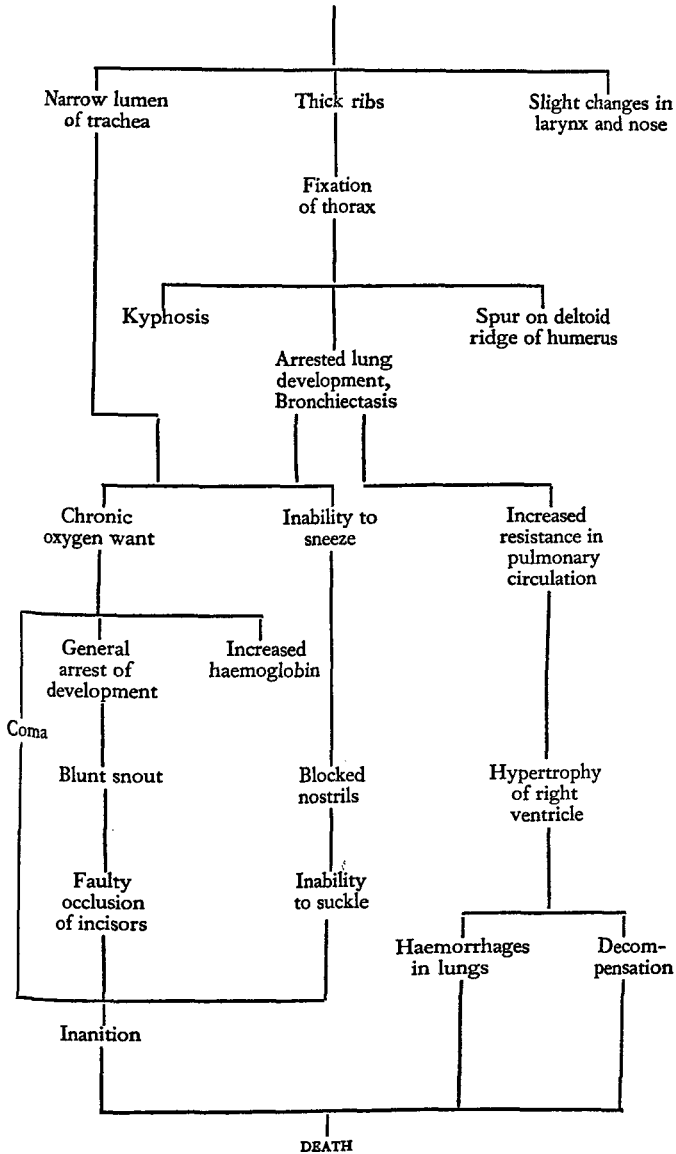 Narrow lumen
of trachea
Thick ribs
Slight changes in
larynx and nose
Fixation
of thorax
Kyphosis
Spur on deltoid
ridge of humerus
Arrested lung
development,
Bronchiectasis
Chronic
oxygen want
Inability to
sneeze
Increased
resistance in
pulmonary
circulation
General
arrest of
development
Increased
haemoglobin
Coma
Blunt snout
Blocked
nostrils
Hypertrophy
of right
ventricle
Faulty
occlusion
of incisors
Inability
to suckle
Haemorrhages
in lungs
Decom-
pensation
Inanition
DEATH